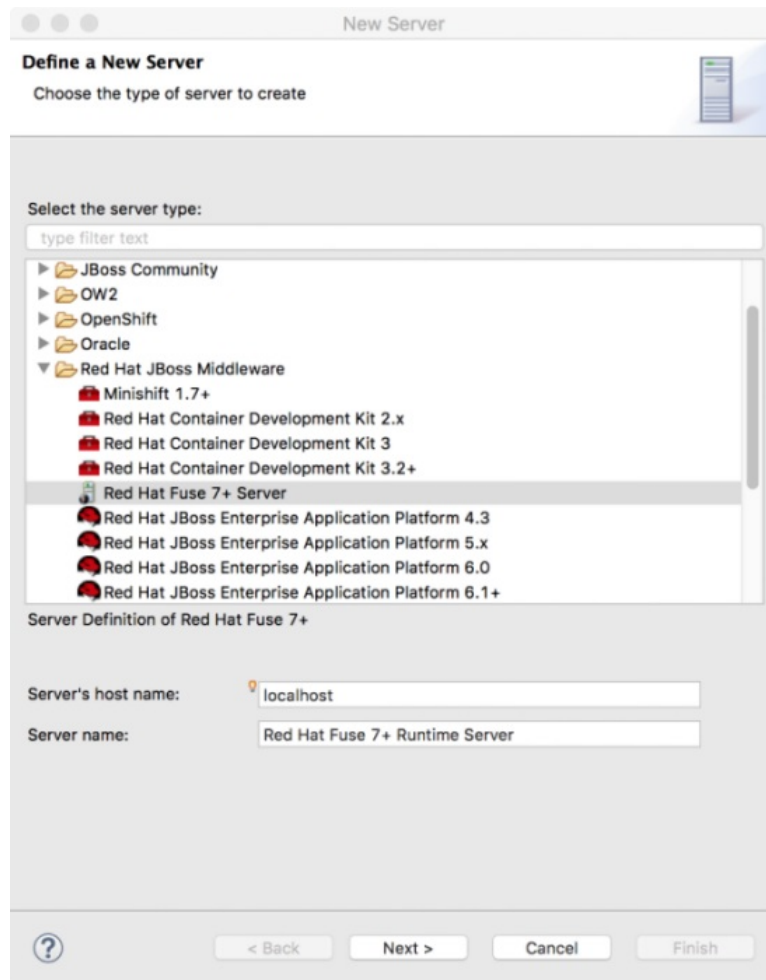 New Server
Define a New Server
Choose the type of server to create
Select the server type:
type filter text
JBoss Community
OW2
OpenShift
Oracle
Red Hat JBoss Middleware
Minishift 1.7+
Red Hat Container Development Kit 2.x
Red Hat Container Development Kit 3
Red Hat Container Development Kit 3.2+
Red Hat Fuse 7+ Server
Red Hat JBoss Enterprise Application Platform 4.3
Red Hat JBoss Enterprise Application Platform 5.x
Red Hat JBoss Enterprise Application Platform 6.0
Red Hat JBoss Enterprise Application Platform 6.1+
Server Definition of Red Hat Fuse 7+
Server's host name: localhost
Server name: Red Hat Fuse 7+ Runtime Server
? < Back Next > Cancel Finish